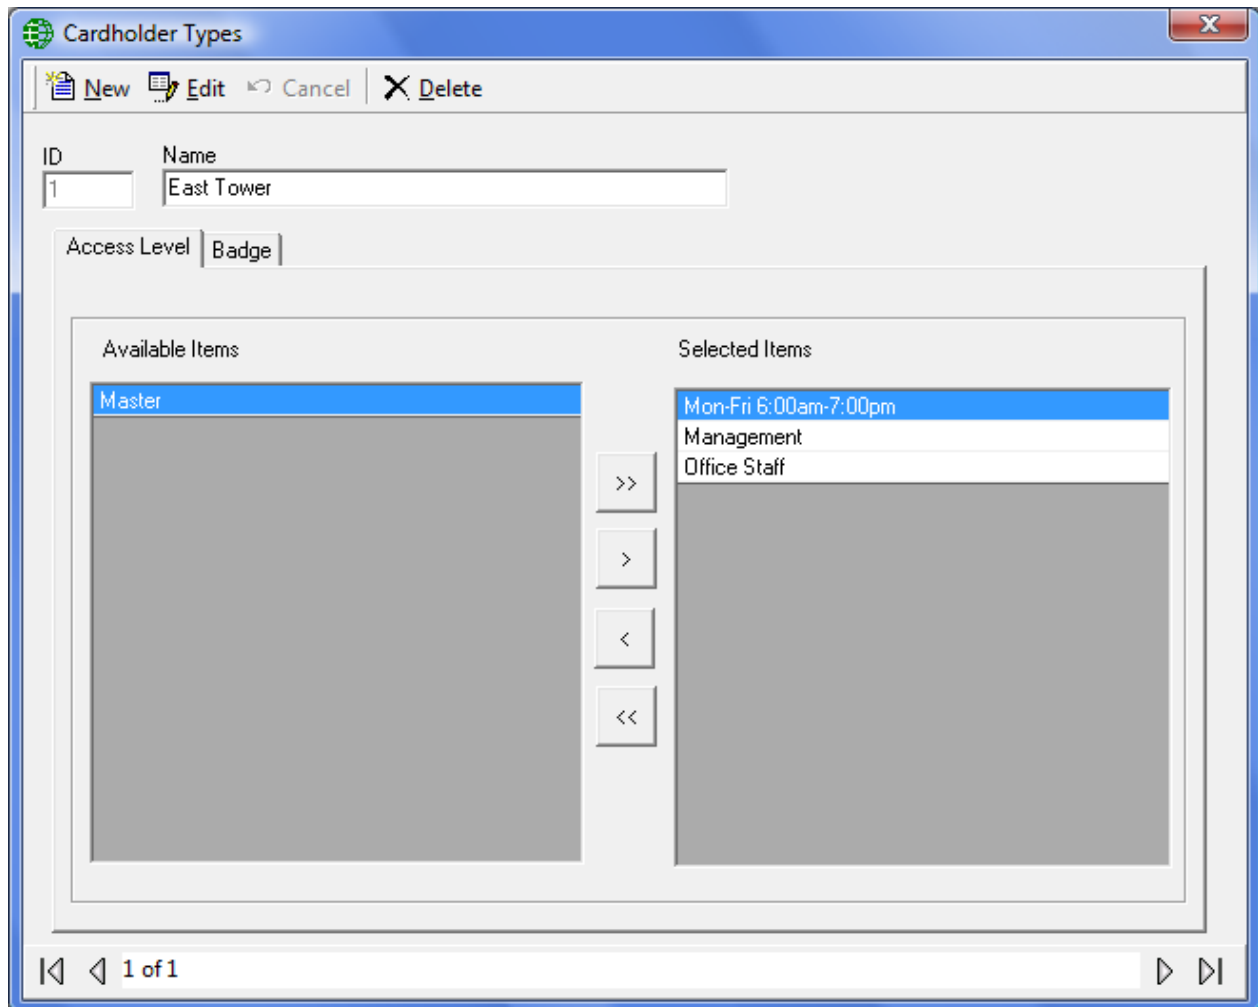 Cardholder Types
New Edit Cancel Delete
ID Name
1 East Tower
Access Level Badge
Available Items Selected Items
Master
Mon-Fri 6:00am-7:00pm
Management
Office Staff
>>
>
<
<<
1 of 1